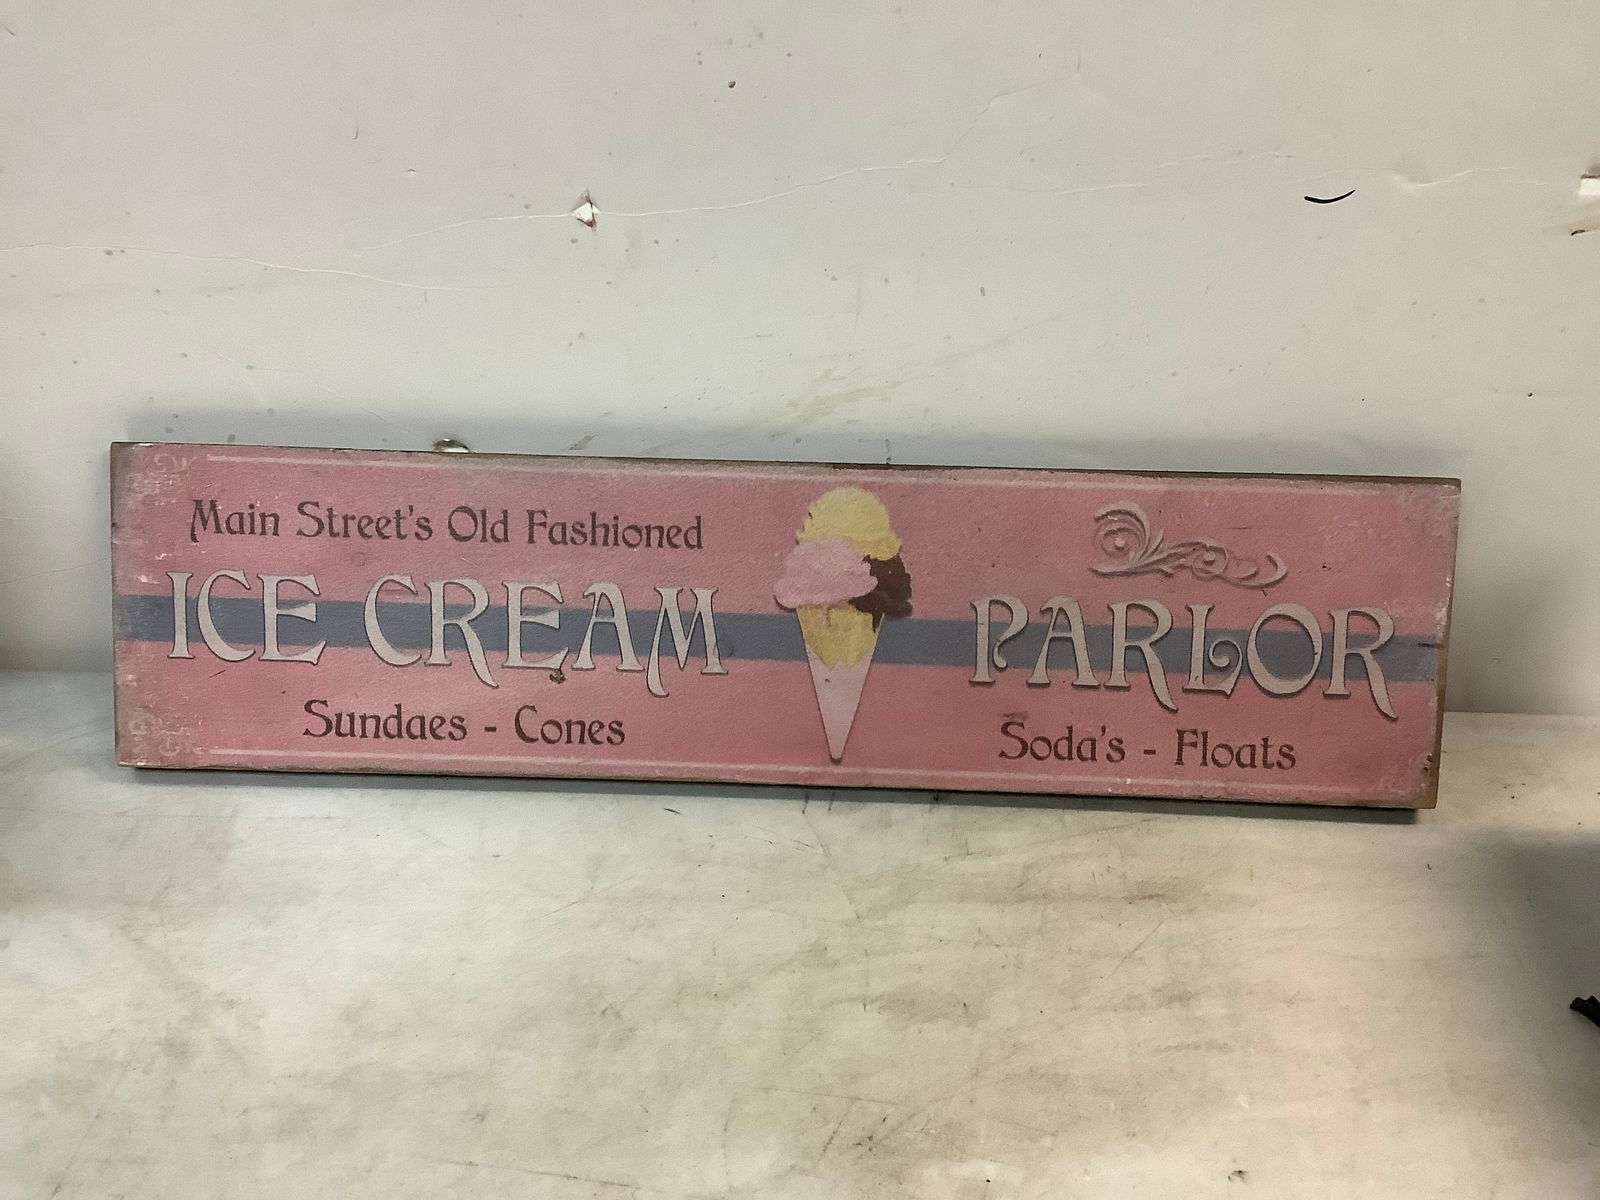 Main Street's Old Fashioned
ICE CREAM PARLOR
Sundaes - Cones
Soda's - Floats